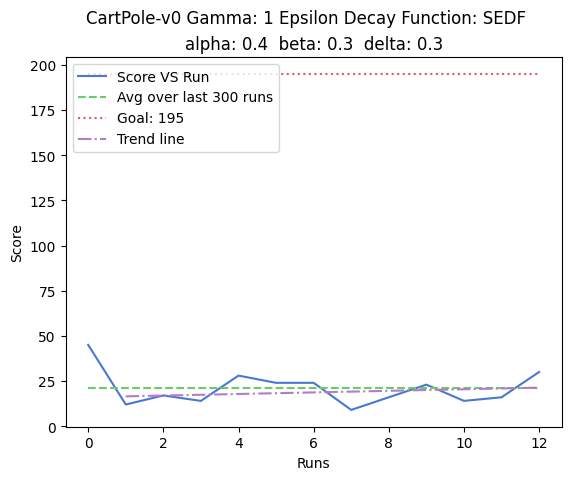 CartPole-v0 Gamma: 1 Epsilon Decay Function: SEDF
alpha: 0.4  beta: 0.3  delta: 0.3
Score VS Run
Avg over last 300 runs
Goal: 195
Trend line
200
175
150
125
100
75
50
25
0
Score
0 2 4 6 8 10 12
Runs